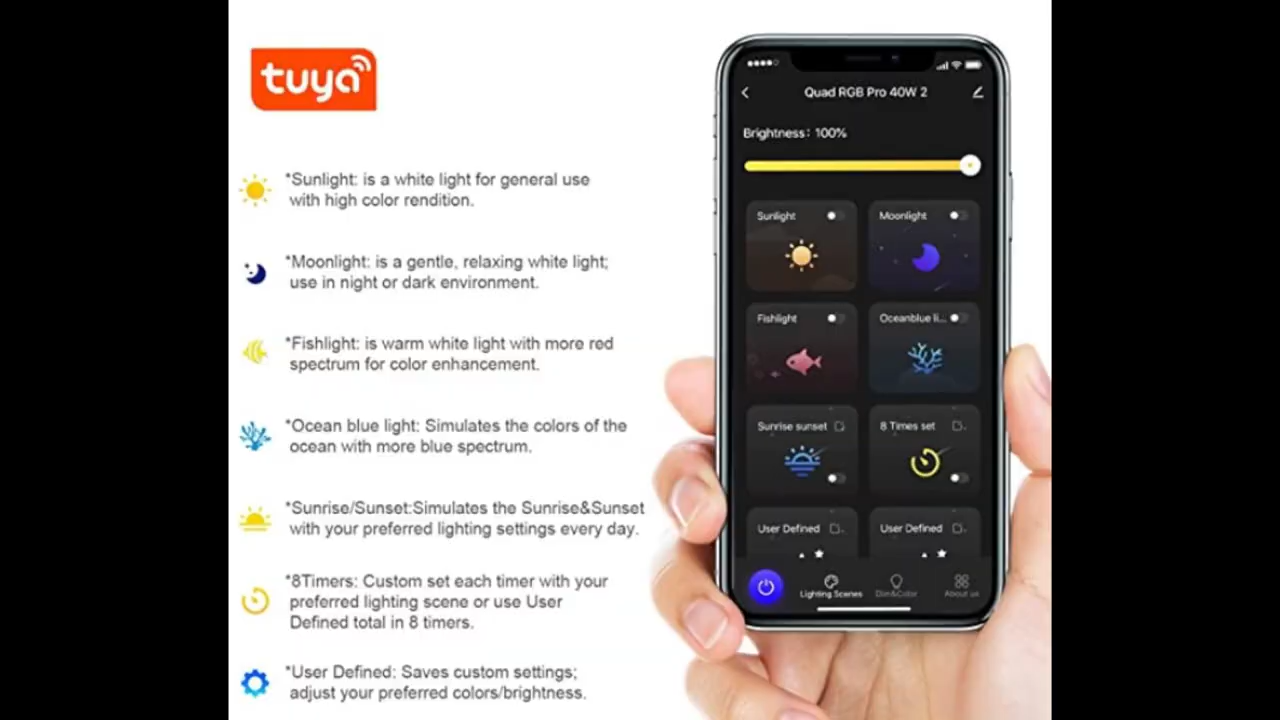 tuya
*Sunlight: is a white light for general use
with high color rendition.
*Moonlight: is a gentle, relaxing white light;
use in night or dark environment.
*Fishlight: is warm white light with more red
spectrum for color enhancement.
*Ocean blue light: Simulates the colors of the
ocean with more blue spectrum.
*Sunrise/Sunset:Simulates the Sunrise&Sunset
with your preferred lighting settings every day.
*8Timers: Custom set each timer with your
preferred lighting scene or use User
Defined total in 8 timers.
*User Defined: Saves custom settings;
adjust your preferred colors/brightness.
Quad RGB Pro 40W 2
Brightness: 100%
Sunlight
Moonlight
Fishlight
Oceanblue li...
Sunrise sunset
8 Times set
User Defined
User Defined
Lighting Scenes
Dim&Color
About us